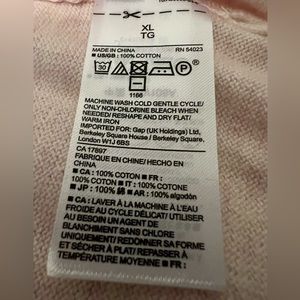 XL
TG
MADE IN CHINA RN 54023
■ US/GB : 100% COTTON
30
1166
MACHINE WASH COLD GENTLE CYCLE/
ONLY NON-CHLORINE BLEACH WHEN
NEEDED/ RESHAPE AND DRY FLAT/
WARM IRON
IMPORTED FOR: Gap (UK Holdings) Ltd,
Berkeley Square House / Berkeley Square,
London W1J 6BS
CA 17897
FABRIQUE EN CHINE/ HECHO EN
CHINA
■ CA : 100% COTON ■ FR :
100% COTON ■ IT : 100% COTONE
■ JP : 100% 綿 ■ AR : 100% algodón
■ CA : LAVER À LA MACHINE À L'EAU
FROIDE AU CYCLE DÉLICAT/ UTILISER
AU BESOIN UN AGENT DE
BLANCHIMENT SANS CHLORE
UNIQUEMENT/ REDONNER SA FORME
ET SÉCHER À PLAT/ REPASSER À
TEMPÉRATURE MOYENNE ■ FR :